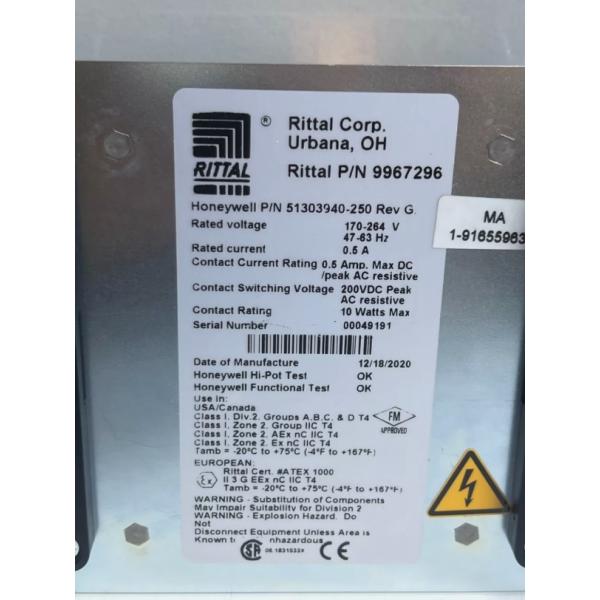 RITTAL
®
Rittal Corp.
Urbana, OH
Rittal P/N 9967296
Honeywell P/N 51303940-250 Rev G.
Rated voltage 170-264 V
47-63 Hz
Rated current 0.5 A
Contact Current Rating 0.5 Amp. Max DC
/peak AC resistive
Contact Switching Voltage 200VDC Peak
AC resistive
Contact Rating 10 Watts Max
Serial Number 00049191
Date of Manufacture 12/18/2020
Honeywell Hi-Pot Test OK
Honeywell Functional Test OK
Use in:
USA/Canada
Class I, Div.2, Groups A,B,C, & D T4
Class I, Zone 2, Group IIC T4
Class I, Zone 2, AEx nC IIC T4
Class I, Zone 2, Ex nC IIC T4
Tamb = -20°C to +75°C (-4°F to +167°F)
FM
APPROVED
EUROPEAN:
Rittal Cert. #ATEX 1000
II 3 G EEx nC IIC T4
Tamb = -20°C to +75°C (-4°F to +167°F)
Ex
WARNING - Substitution of Components
May Impair Suitability for Division 2
WARNING - Explosion Hazard. Do
Not
Disconnect Equipment Unless Area is
Known to nhazardous
CE
MA
1-91655963